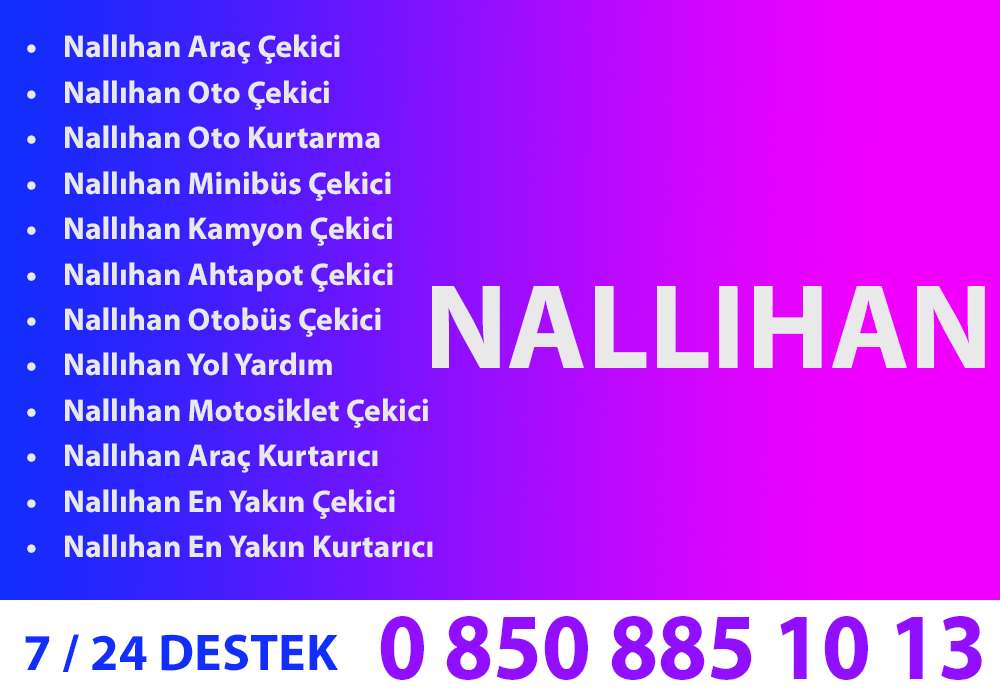 • Nallıhan Araç Çekici
• Nallıhan Oto Çekici
• Nallıhan Oto Kurtarma
• Nallıhan Minibüs Çekici
• Nallıhan Kamyon Çekici
• Nallıhan Ahtapot Çekici
• Nallıhan Otobüs Çekici
• Nallıhan Yol Yardım
• Nallıhan Motosiklet Çekici
• Nallıhan Araç Kurtarıcı
• Nallıhan En Yakın Çekici
• Nallıhan En Yakın Kurtarıcı
NALLIHAN
7 / 24 DESTEK
0 850 885 10 13